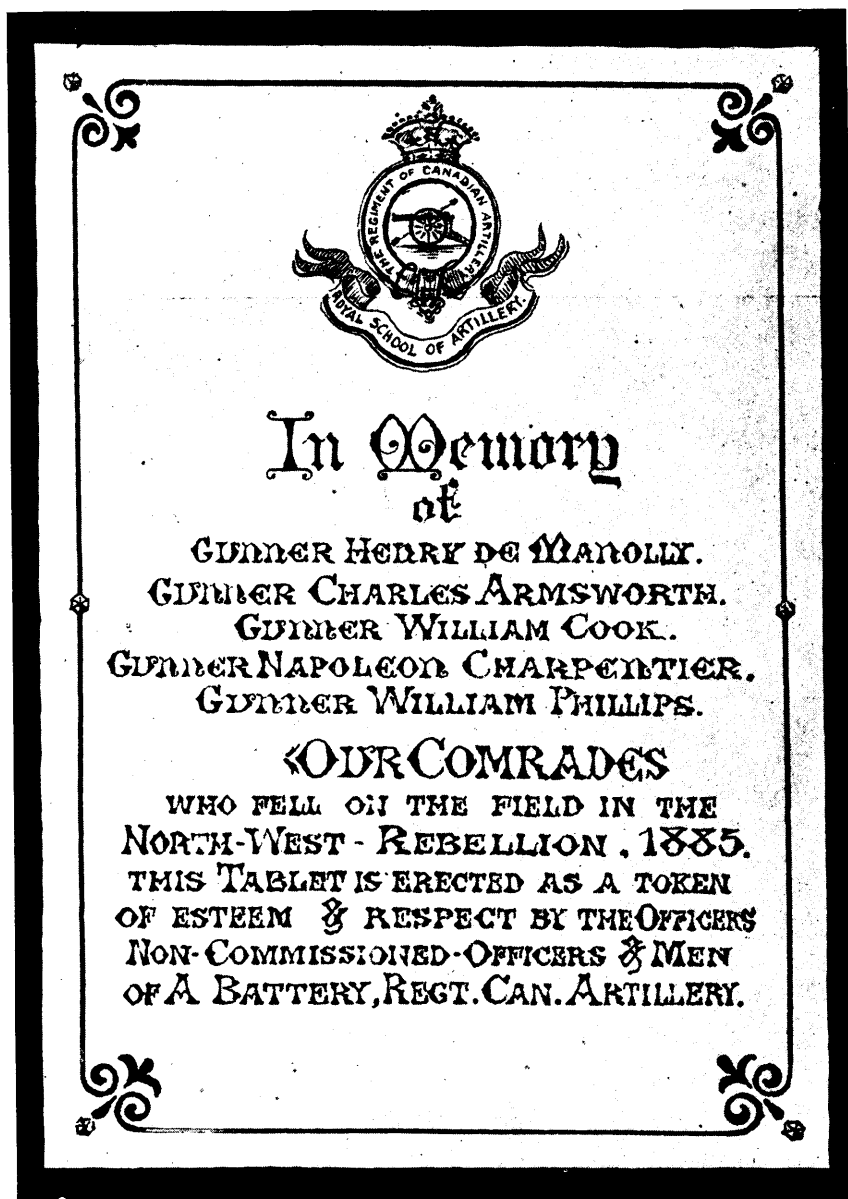 THE REGIMENT OF CANADIAN ARTILLERY
ROYAL SCHOOL OF ARTILLERY.
In Memory
of
GUNNER HENRY DE MANOLLY.
GUNNER CHARLES ARMSWORTH.
GUNNER WILLIAM COOK.
GUNNER NAPOLEON CHARPENTIER.
GUNNER WILLIAM PHILLIPS.
OUR COMRADES
WHO FELL ON THE FIELD IN THE
NORTH-WEST-REBELLION, 1885.
THIS TABLET IS ERECTED AS A TOKEN
OF ESTEEM & RESPECT BY THE OFFICERS
NON-COMMISSIONED-OFFICERS & MEN
OF A BATTERY, REGT. CAN. ARTILLERY.